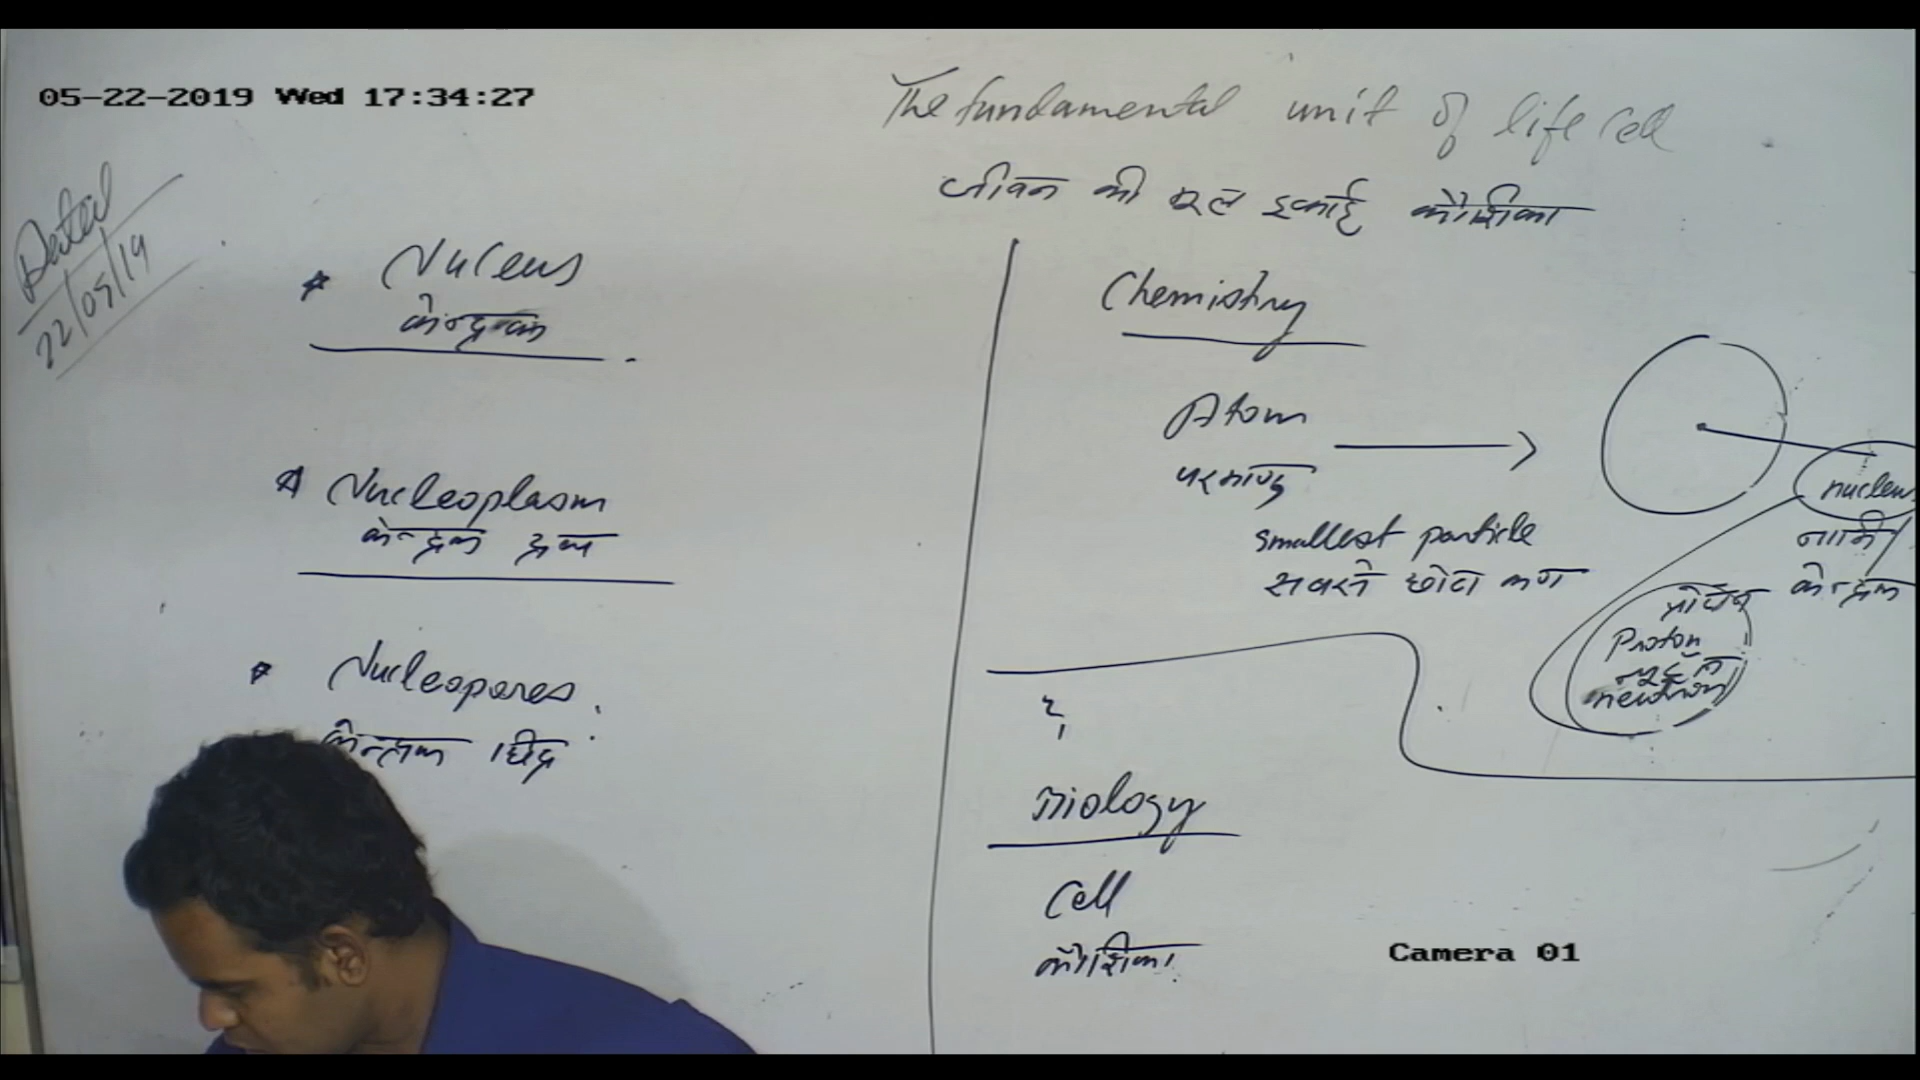 05-22-2019 Wed 17:34:27
The fundamental unit of life cell
जीवन की मूल इकाई कोशिका
Dated
22/05/19
Nuceus
केन्द्रक
Nucleoplasm
केन्द्रक द्रव्य
Nucleopores
केन्द्रक छिद्र
Chemistry
Atom
परमाणु
smallest particle
सबसे छोटा कण
nucleus
नाभि/
केन्द्रक
प्रोटॉन
Proton
न्यूट्रॉन
neutron
Biology
Cell
कोशिका
Camera 01